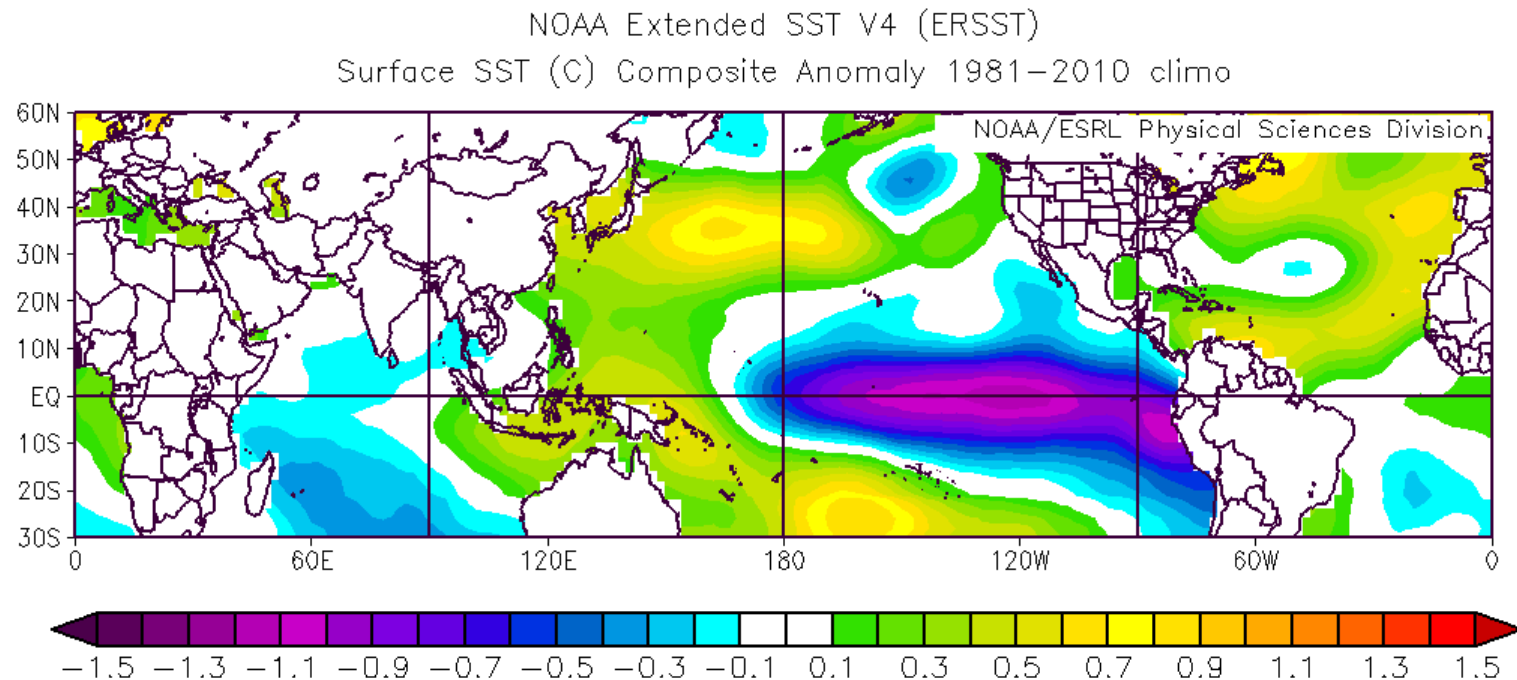 NOAA Extended SST V4 (ERSST)
Surface SST (C) Composite Anomaly 1981-2010 climo
NOAA/ESRL Physical Sciences Division
60N
50N
40N
30N
20N
10N
EQ
10S
20S
30S
0 60E 120E 180 120W 60W 0
-1.5 -1.3 -1.1 -0.9 -0.7 -0.5 -0.3 -0.1 0.1 0.3 0.5 0.7 0.9 1.1 1.3 1.5